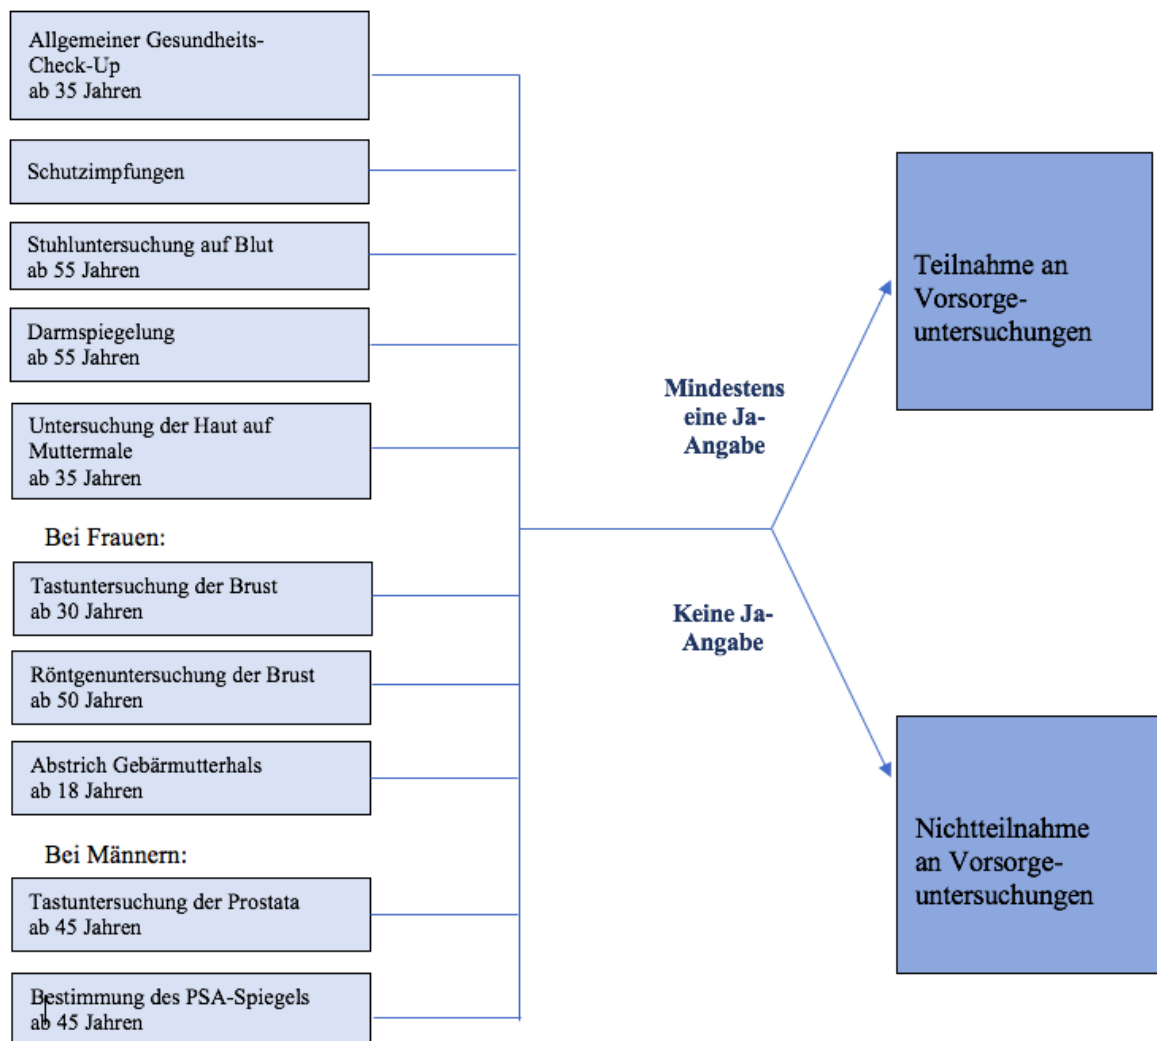 Allgemeiner Gesundheits-
Check-Up
ab 35 Jahren
Schutzimpfungen
Stuhluntersuchung auf Blut
ab 55 Jahren
Darmspiegelung
ab 55 Jahren
Untersuchung der Haut auf
Muttermale
ab 35 Jahren
Bei Frauen:
Tastuntersuchung der Brust
ab 30 Jahren
Röntgenuntersuchung der Brust
ab 50 Jahren
Abstrich Gebärmutterhals
ab 18 Jahren
Bei Männern:
Tastuntersuchung der Prostata
ab 45 Jahren
Bestimmung des PSA-Spiegels
ab 45 Jahren
Mindestens
eine Ja-
Angabe
Keine Ja-
Angabe
Teilnahme an
Vorsorge-
untersuchungen
Nichtteilnahme
an Vorsorge-
untersuchungen